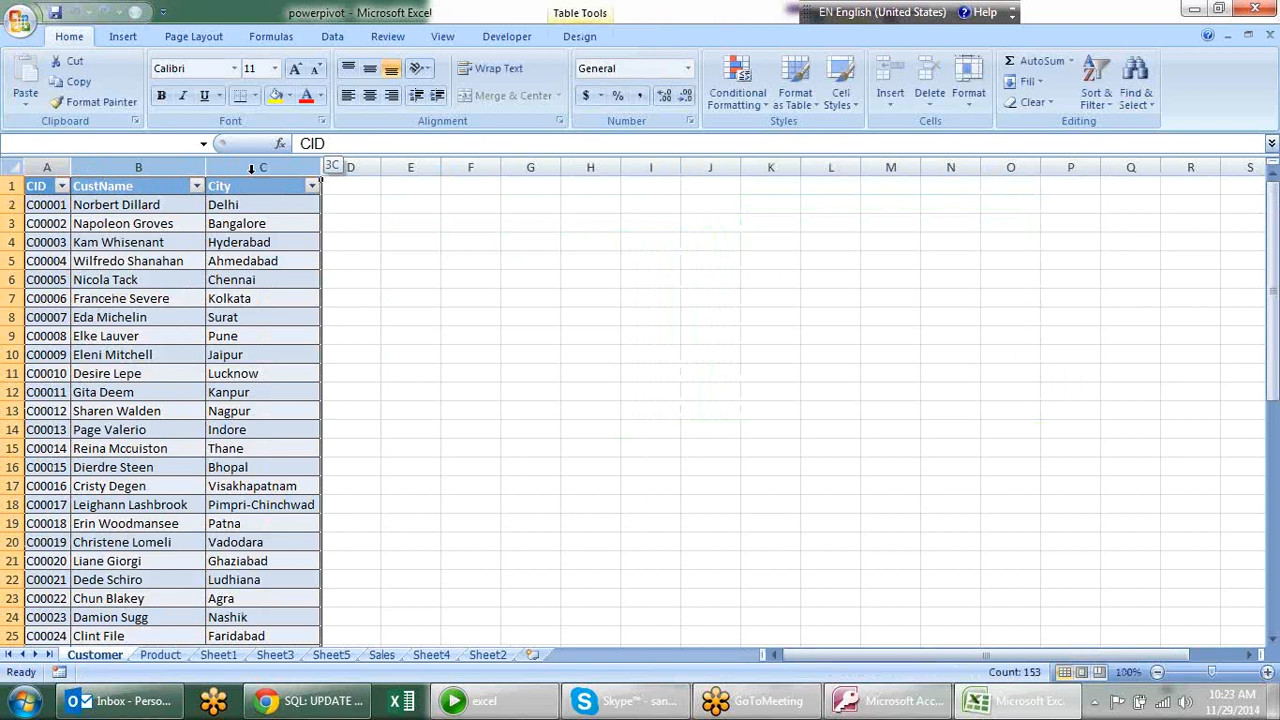 powerpivot - Microsoft Excel
Table Tools
EN English (United States)
Help
Home Insert Page Layout Formulas Data Review View Developer Design
Paste
Cut
Copy
Format Painter
Clipboard
Calibri 11
B I U
Font
Wrap Text
Merge & Center
Alignment
General
$ % ,
Number
Conditional Formatting
Format as Table
Cell Styles
Styles
Insert Delete Format
Cells
AutoSum
Fill
Clear
Sort & Filter
Find & Select
Editing
CID
A B C 3C D E F G H I J K L M N O P Q R S
1 CID CustName City
2 C00001 Norbert Dillard Delhi
3 C00002 Napoleon Groves Bangalore
4 C00003 Kam Whisenant Hyderabad
5 C00004 Wilfredo Shanahan Ahmedabad
6 C00005 Nicola Tack Chennai
7 C00006 Francene Severe Kolkata
8 C00007 Eda Michelin Surat
9 C00008 Elke Lauver Pune
10 C00009 Eleni Mitchell Jaipur
11 C00010 Desire Lepe Lucknow
12 C00011 Gita Deem Kanpur
13 C00012 Sharen Walden Nagpur
14 C00013 Page Valerio Indore
15 C00014 Reina Mccuiston Thane
16 C00015 Dierdre Steen Bhopal
17 C00016 Cristy Degen Visakhapatnam
18 C00017 Leighann Lashbrook Pimpri-Chinchwad
19 C00018 Erin Woodmansee Patna
20 C00019 Christene Lomeli Vadodara
21 C00020 Liane Giorgi Ghaziabad
22 C00021 Dede Schiro Ludhiana
23 C00022 Chun Blakey Agra
24 C00023 Damion Sugg Nashik
25 C00024 Clint File Faridabad
Customer Product Sheet1 Sheet3 Sheet5 Sales Sheet4 Sheet2
Ready Count: 153 100%
Inbox - Perso... SQL: UPDATE ... excel Skype™ - san... GoToMeeting Microsoft Acc... Microsoft Exce...
10:23 AM
11/29/2014